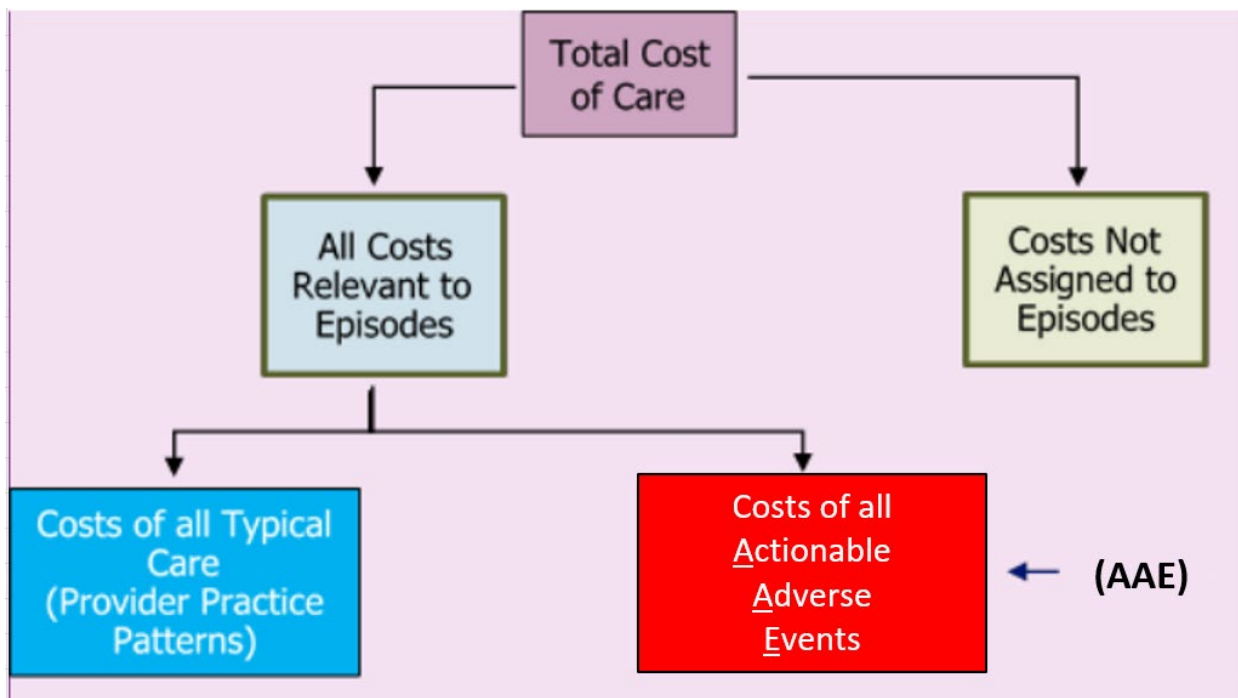 Total Cost
of Care
All Costs
Relevant to
Episodes
Costs Not
Assigned to
Episodes
Costs of all Typical
Care
(Provider Practice
Patterns)
Costs of all
Actionable
Adverse
Events
(AAE)